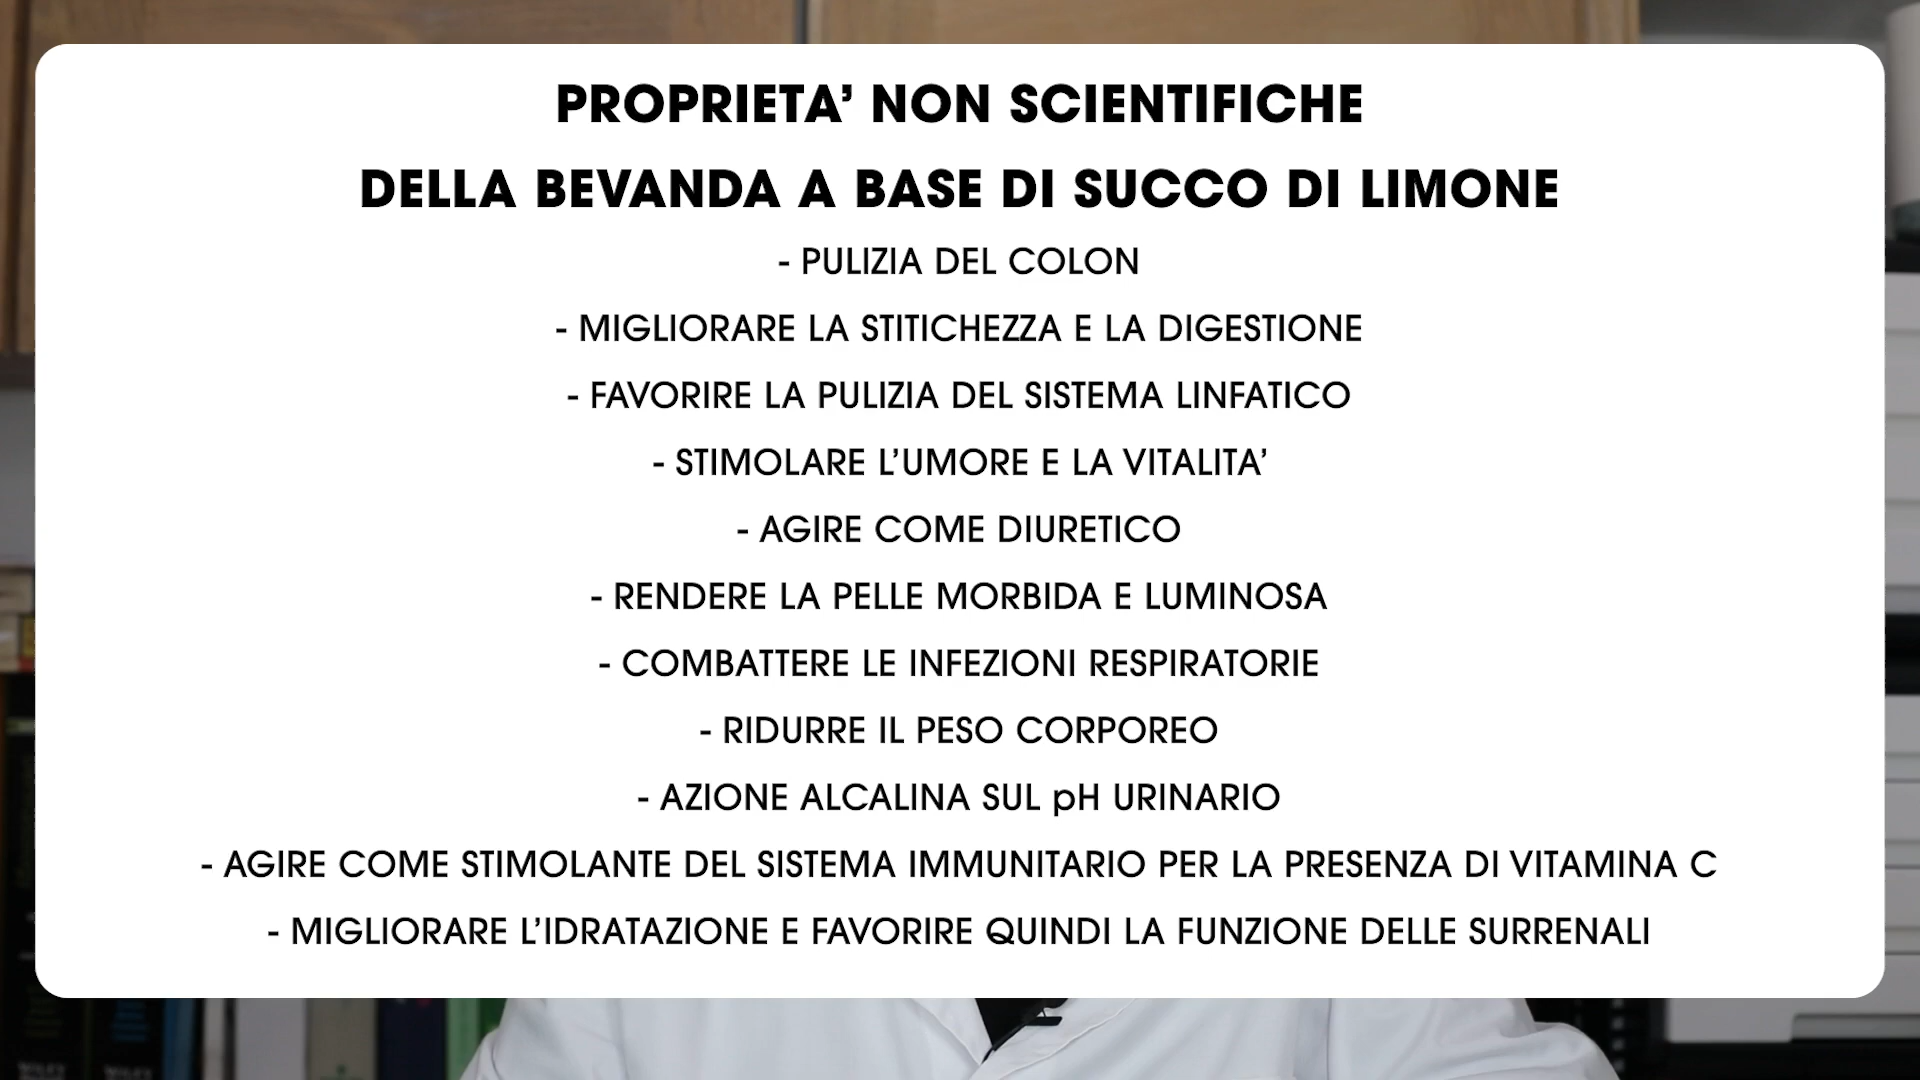 PROPRIETA’ NON SCIENTIFICHE
DELLA BEVANDA A BASE DI SUCCO DI LIMONE
- PULIZIA DEL COLON
- MIGLIORARE LA STITICHEZZA E LA DIGESTIONE
- FAVORIRE LA PULIZIA DEL SISTEMA LINFATICO
- STIMOLARE L’UMORE E LA VITALITA’
- AGIRE COME DIURETICO
- RENDERE LA PELLE MORBIDA E LUMINOSA
- COMBATTERE LE INFEZIONI RESPIRATORIE
- RIDURRE IL PESO CORPOREO
- AZIONE ALCALINA SUL pH URINARIO
- AGIRE COME STIMOLANTE DEL SISTEMA IMMUNITARIO PER LA PRESENZA DI VITAMINA C
- MIGLIORARE L’IDRATAZIONE E FAVORIRE QUINDI LA FUNZIONE DELLE SURRENALI